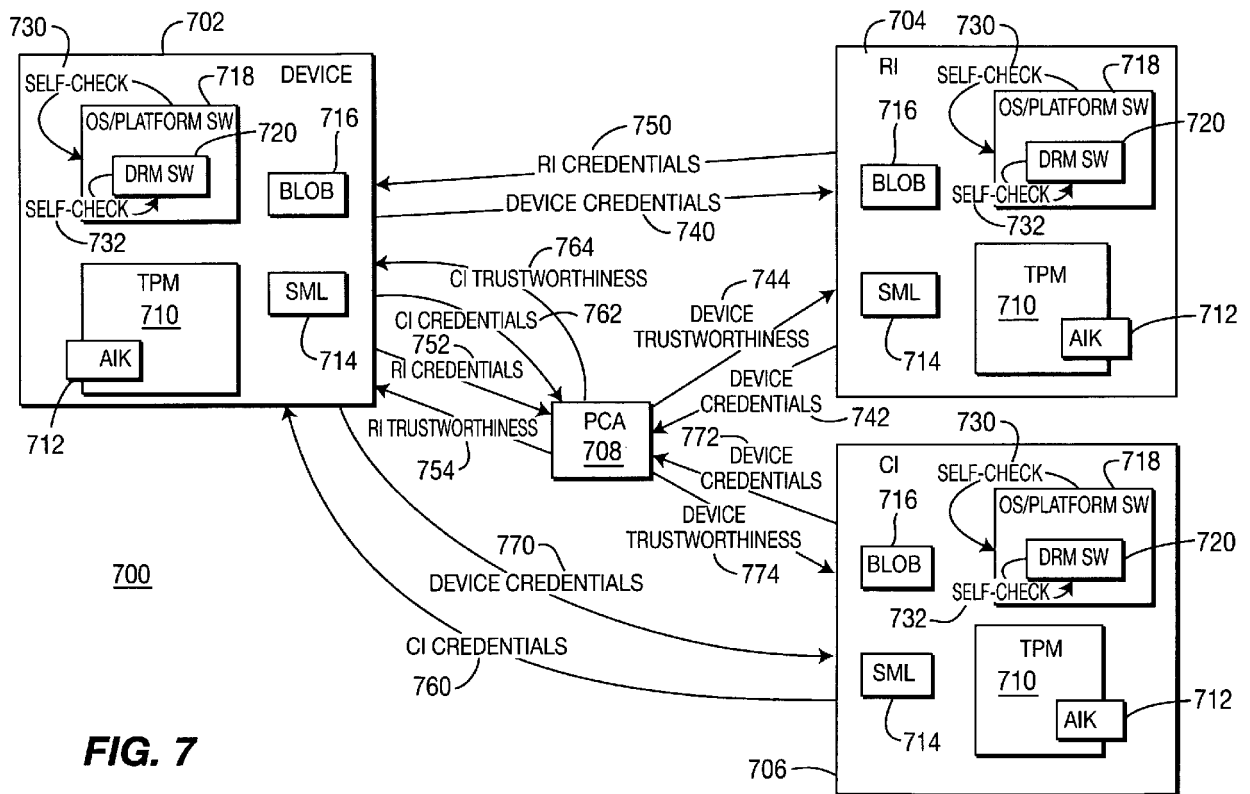 730
702
DEVICE
SELF-CHECK
718
OS/PLATFORM SW
720
DRM SW
SELF-CHECK
732
716
BLOB
TPM
710
AIK
712
SML
714
750
RI CREDENTIALS
DEVICE CREDENTIALS
740
764
CI TRUSTWORTHINESS
CI CREDENTIALS
762
752
RI CREDENTIALS
RI TRUSTWORTHINESS
754
PCA
708
744
DEVICE
TRUSTWORTHINESS
DEVICE
CREDENTIALS
742
772
DEVICE
CREDENTIALS
DEVICE
TRUSTWORTHINESS
774
770
DEVICE CREDENTIALS
CI CREDENTIALS
760
704
RI
730
SELF-CHECK
718
OS/PLATFORM SW
720
DRM SW
SELF-CHECK
732
716
BLOB
SML
714
TPM
710
AIK
712
CI
730
SELF-CHECK
718
OS/PLATFORM SW
720
DRM SW
SELF-CHECK
732
716
BLOB
SML
714
TPM
710
AIK
712
706
700
FIG. 7